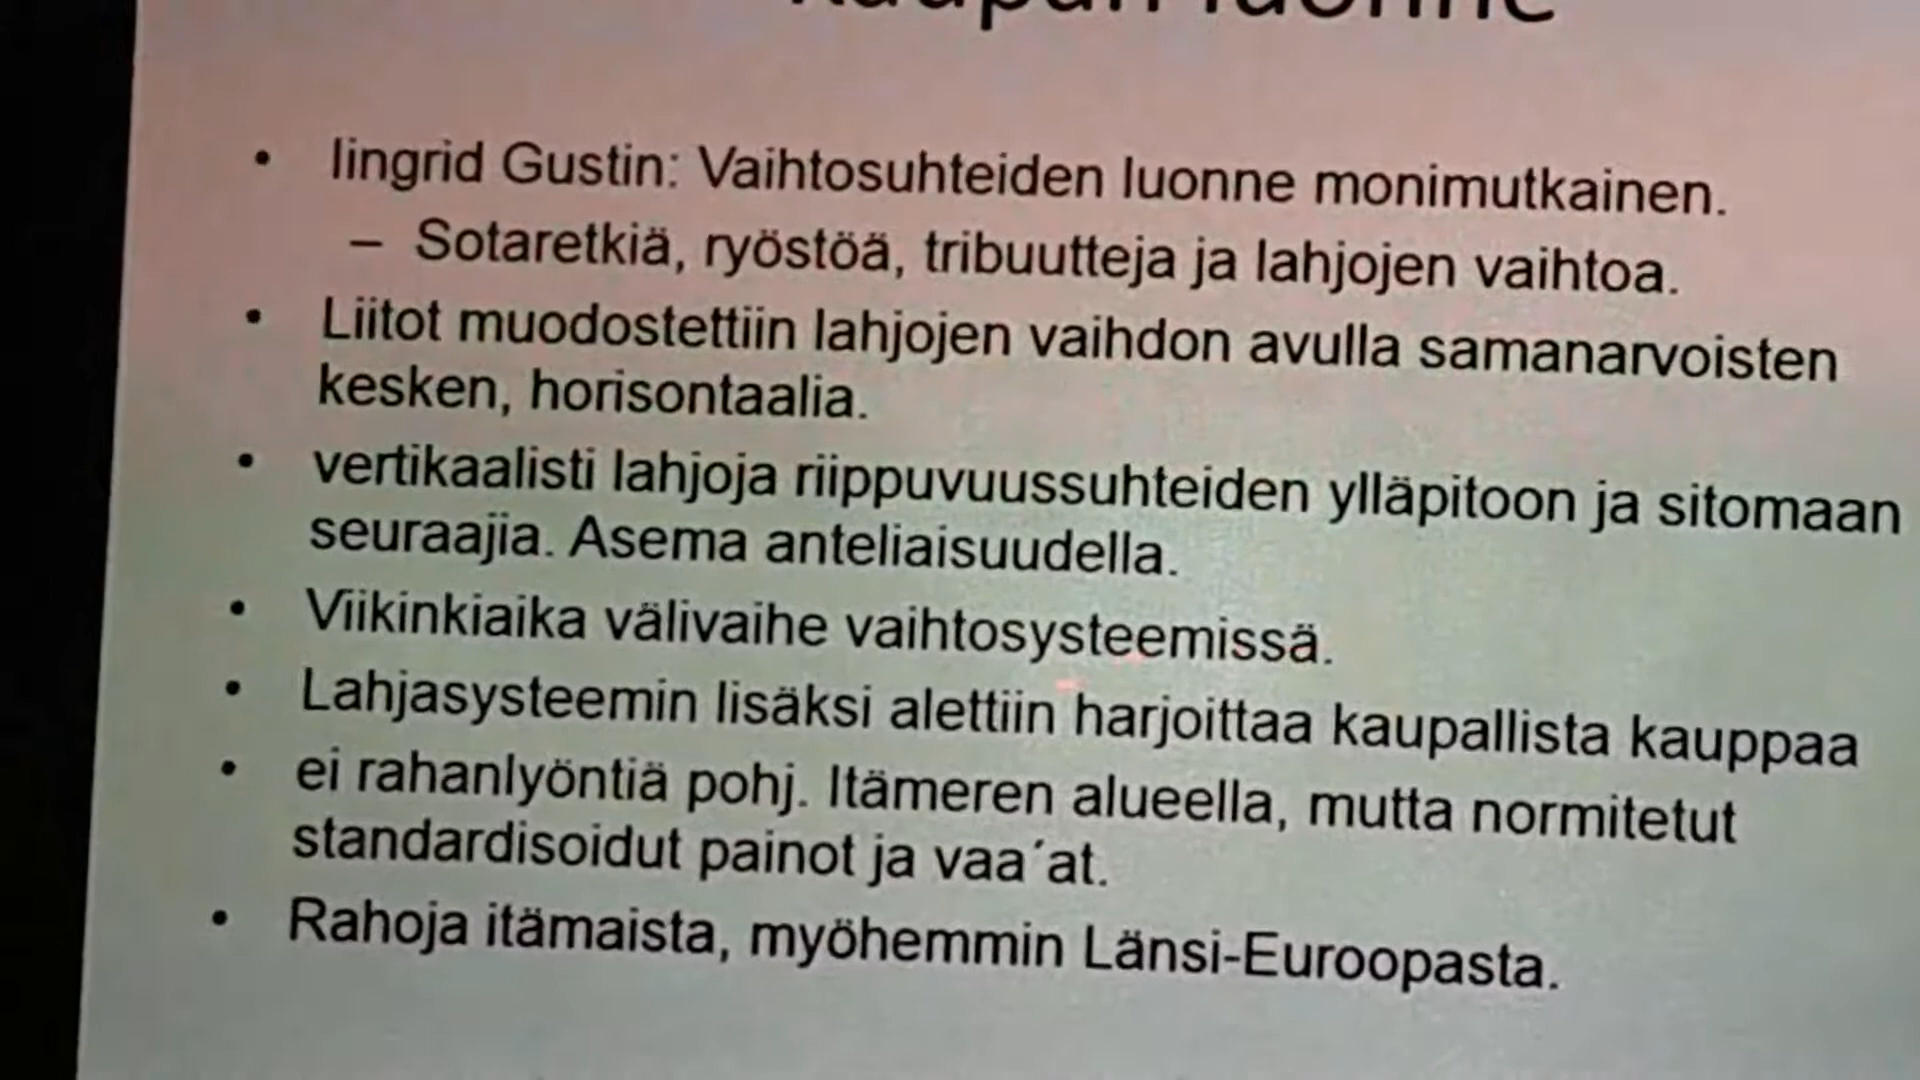 kaupan luonne
• Iingrid Gustin: Vaihtosuhteiden luonne monimutkainen.
– Sotaretkiä, ryöstöä, tribuutteja ja lahjojen vaihtoa.
• Liitot muodostettiin lahjojen vaihdon avulla samanarvoisten
kesken, horisontaalia.
• vertikaalisti lahjoja riippuvuussuhteiden ylläpitoon ja sitomaan
seuraajia. Asema anteliaisuudella.
• Viikinkiaika välivaihe vaihtosysteemissä.
• Lahjasysteemin lisäksi alettiin harjoittaa kaupallista kauppaa
• ei rahanlyöntiä pohj. Itämeren alueella, mutta normitetut
standardisoidut painot ja vaa´at.
• Rahoja itämaista, myöhemmin Länsi-Euroopasta.